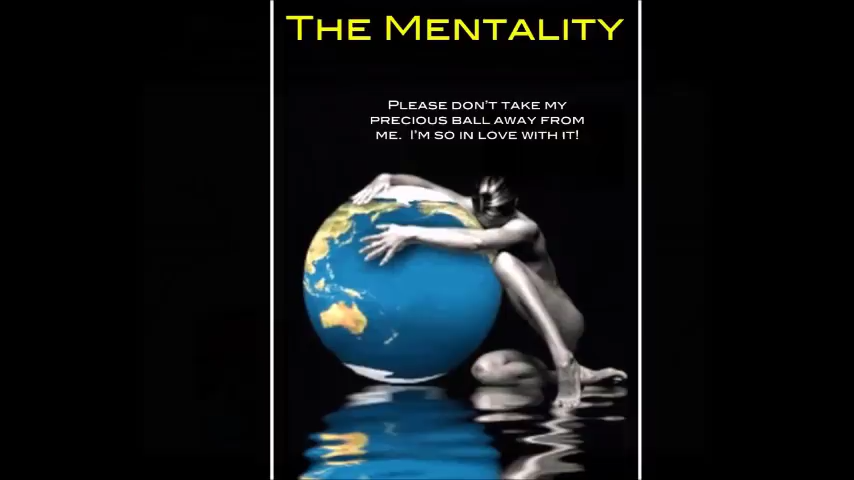 The Mentality
Please don't take my
precious ball away from
me. I'm so in love with it!